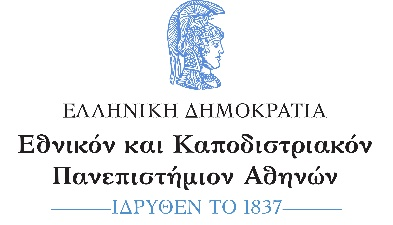 ΕΛΛΗΝΙΚΗ ΔΗΜΟΚΡΑΤΙΑ
Εθνικόν και Καποδιστριακόν
Πανεπιστήμιον Αθηνών
ΙΔΡΥΘΕΝ ΤΟ 1837